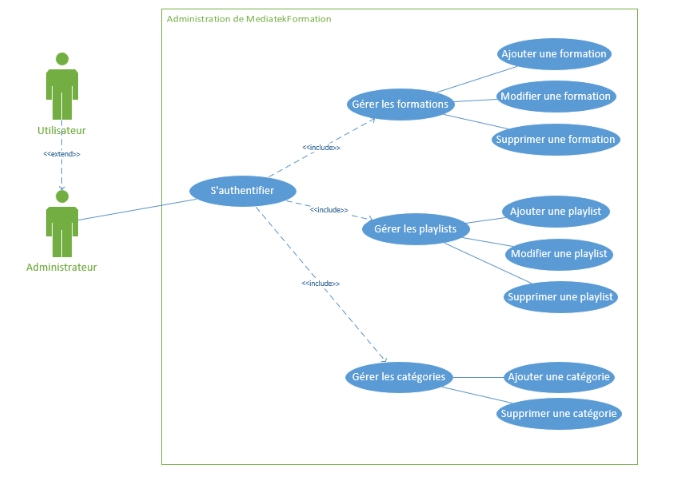 Administration de MediatekFormation
Ajouter une formation
Utilisateur
Gérer les formations
Modifier une formation
Supprimer une formation
<<extend>>
<<include>>
S'authentifier
Administrateur
<<include>>
Gérer les playlists
Ajouter une playlist
Modifier une playlist
Supprimer une playlist
<<include>>
Gérer les catégories
Ajouter une catégorie
Supprimer une catégorie